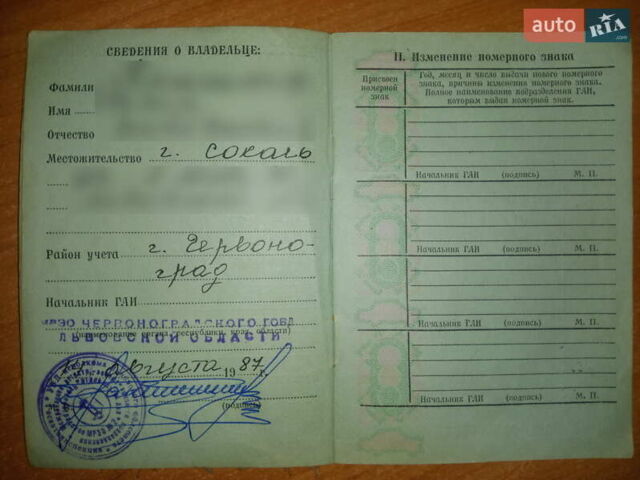 auto RIA.com
СВЕДЕНИЯ О ВЛАДЕЛЬЦЕ:
Фамили
Имя
Отчество
Местожительство г. Сокаль
Район учета г. Червоно-
град
Начальник ГАИ
МРЭО ЧЕРВОНОГРАДСКОГО ГОВД
ЛЬВОВСКОЙ ОБЛАСТИ
августа 1987 г.
II. Изменение номерного знака
Присвоен
номерной
знак
Год, месяц и число выдачи нового номерного
знака, причины изменения номерного знака.
Полное наименование подразделения ГАИ,
которым выдан номерной знак.
Начальник ГАИ (подпись) М. П.
Начальник ГАИ (подпись) М. П.
Начальник ГАИ (подпись) М. П.
Начальник ГАИ (подпись) М. П.